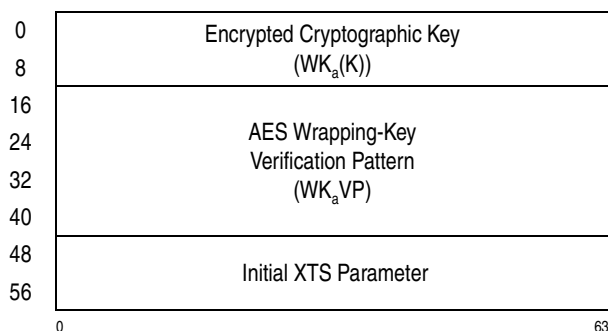 0
8
16
24
32
40
48
56
Encrypted Cryptographic Key
(WKa(K))
AES Wrapping-Key
Verification Pattern
(WKaVP)
Initial XTS Parameter
0 63